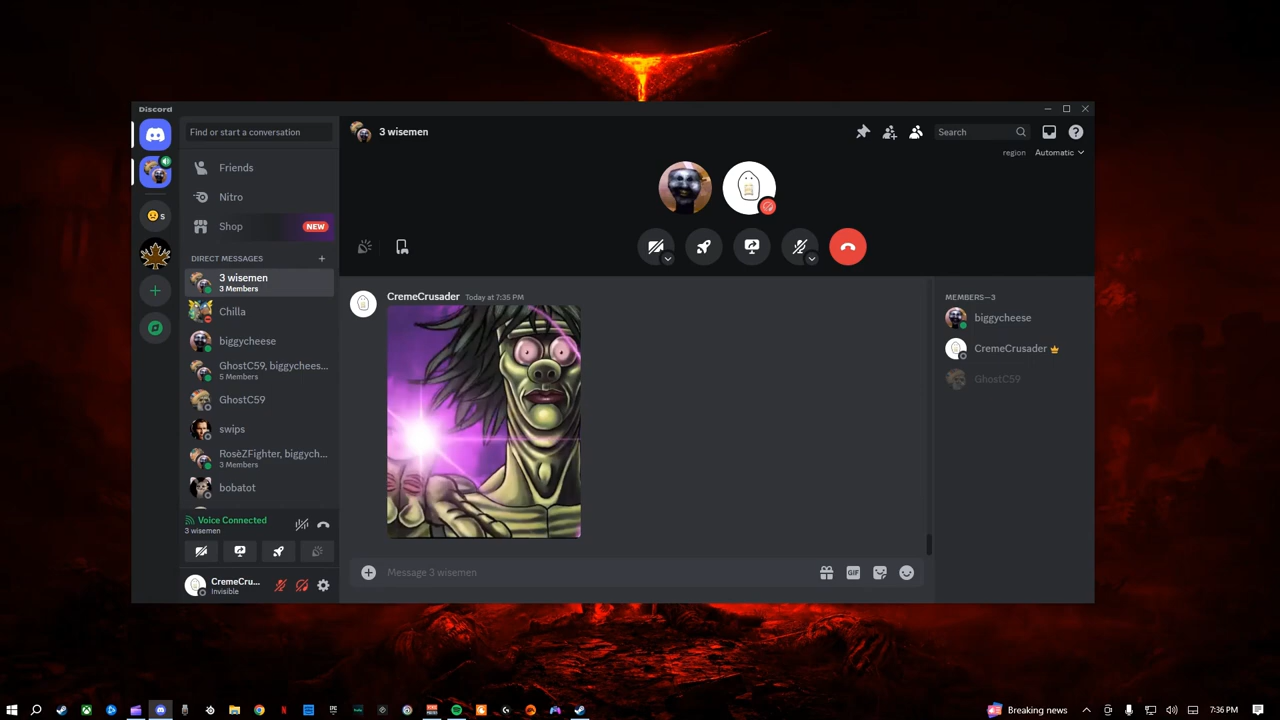 Discord
Find or start a conversation
Friends
Nitro
Shop
NEW
DIRECT MESSAGES
3 wisemen
3 Members
Chilla
biggycheese
GhostC59, biggychees...
5 Members
GhostC59
swips
RosèZFighter, biggych...
3 Members
bobatot
Voice Connected
3 wisemen
CremeCru...
Invisible
3 wisemen
Search
region
Automatic
CremeCrusader Today at 7:35 PM
Message 3 wisemen
GIF
MEMBERS—3
biggycheese
CremeCrusader
GhostC59
Breaking news
7:36 PM